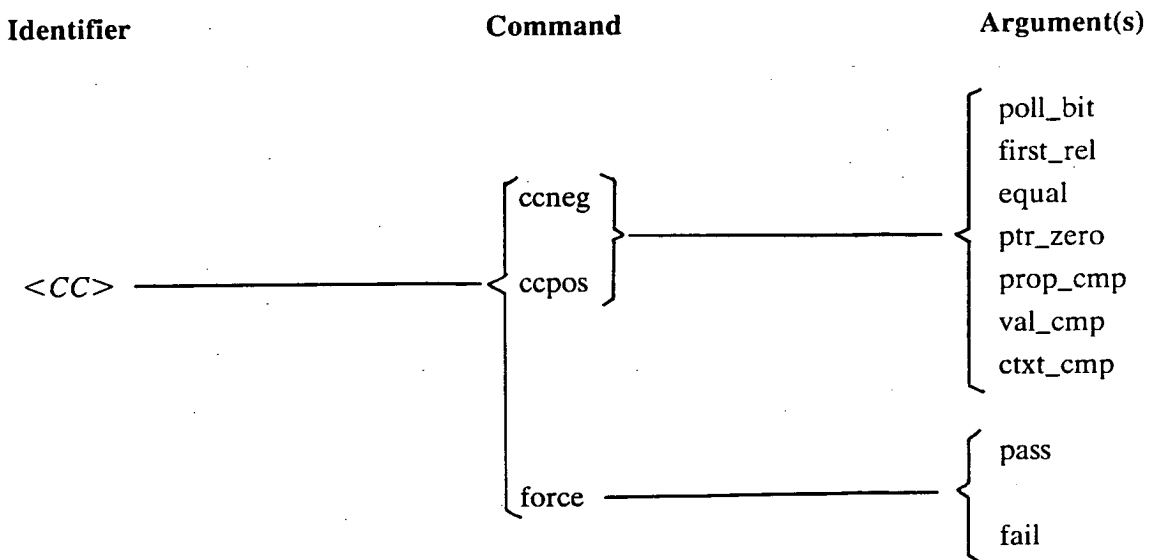 Identifier Command Argument(s)
poll_bit
first_rel
ccneg equal
ptr_zero
<CC> ccpos prop_cmp
val_cmp
ctxt_cmp
pass
force
fail